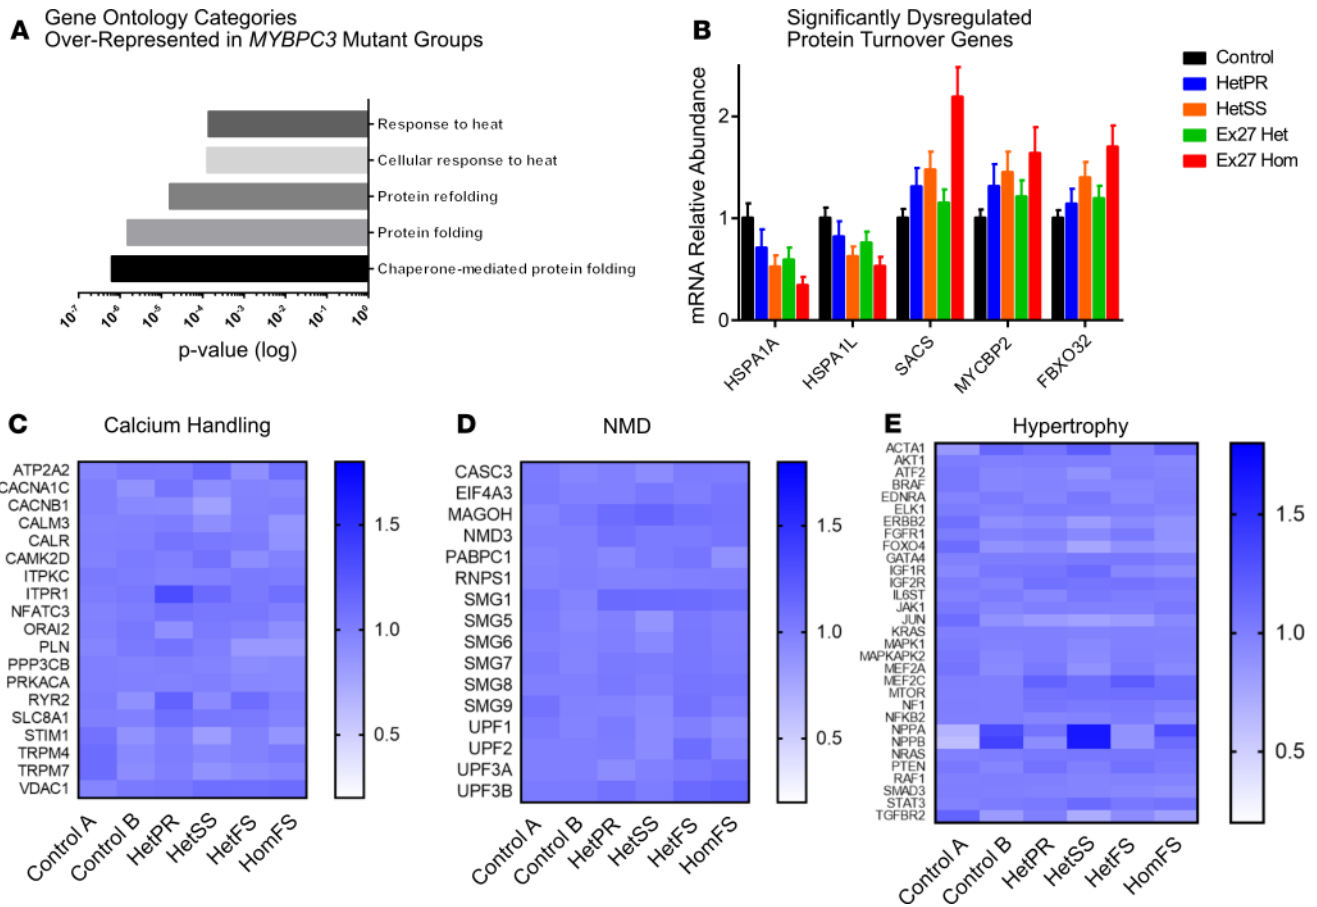 A
Gene Ontology Categories
Over-Represented in MYBPC3 Mutant Groups
Response to heat
Cellular response to heat
Protein refolding
Protein folding
Chaperone-mediated protein folding
10-7
10-6
10-5
10-4
10-3
10-2
10-1
100
p-value (log)
B
Significantly Dysregulated
Protein Turnover Genes
Control
HetPR
HetSS
Ex27 Het
Ex27 Hom
mRNA Relative Abundance
2
1
0
HSPA1A
HSPA1L
SACS
MYCBP2
FBXO32
C
Calcium Handling
ATP2A2
CACNA1C
CACNB1
CALM3
CALR
CAMK2D
ITPKC
ITPR1
NFATC3
ORAI2
PLN
PPP3CB
PRKACA
RYR2
SLC8A1
STIM1
TRPM4
TRPM7
VDAC1
1.5
1.0
0.5
Control A
Control B
HetPR
HetSS
HetFS
HomFS
D
NMD
CASC3
EIF4A3
MAGOH
NMD3
PABPC1
RNPS1
SMG1
SMG5
SMG6
SMG7
SMG8
SMG9
UPF1
UPF2
UPF3A
UPF3B
1.5
1.0
0.5
Control A
Control B
HetPR
HetSS
HetFS
HomFS
E
Hypertrophy
ACTA1
AKT1
ATF2
BRAF
EDNRA
ELK1
ERBB2
FGFR1
FOXO4
GATA4
IGF1R
IGF2R
IL6ST
JAK1
JUN
KRAS
MAPK1
MAPKAPK2
MEF2A
MEF2C
MTOR
NF1
NFKB2
NPPA
NPPB
NRAS
PTEN
RAF1
SMAD3
STAT3
TGFBR2
1.5
1.0
0.5
Control A
Control B
HetPR
HetSS
HetFS
HomFS